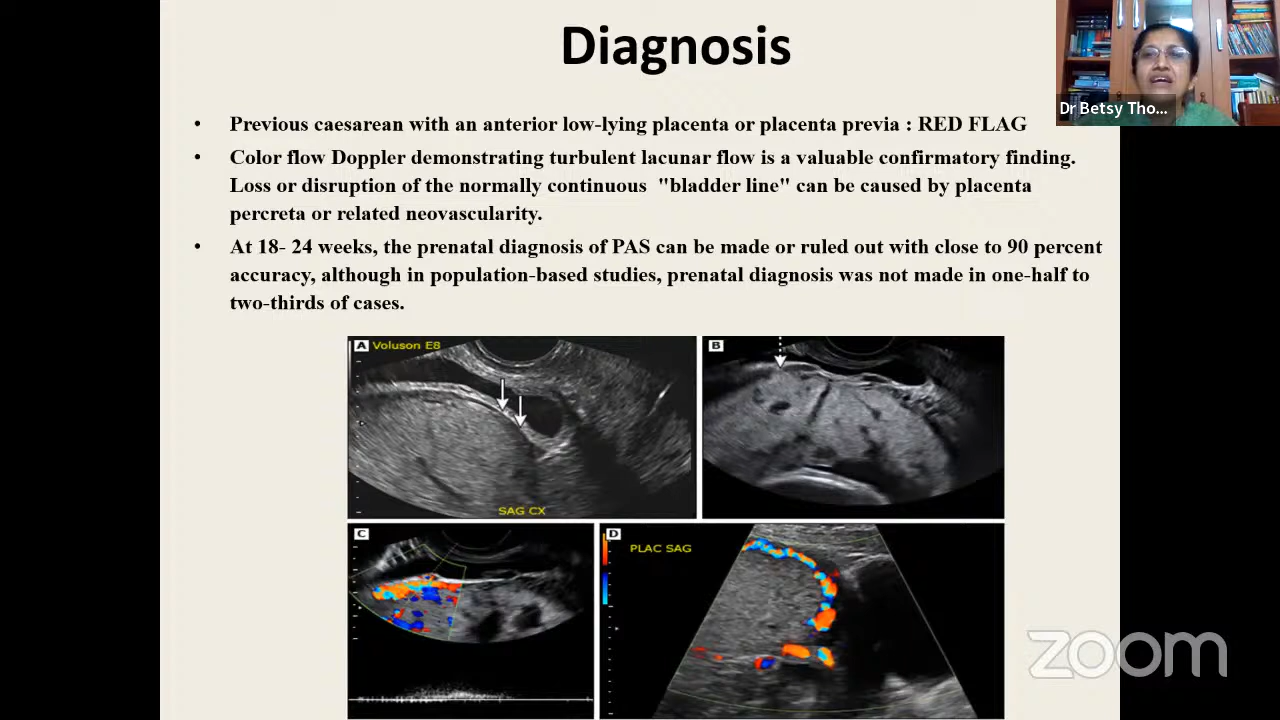 Diagnosis
Dr Betsy Tho...
• Previous caesarean with an anterior low-lying placenta or placenta previa : RED FLAG
• Color flow Doppler demonstrating turbulent lacunar flow is a valuable confirmatory finding.
Loss or disruption of the normally continuous "bladder line" can be caused by placenta
percreta or related neovascularity.
• At 18- 24 weeks, the prenatal diagnosis of PAS can be made or ruled out with close to 90 percent
accuracy, although in population-based studies, prenatal diagnosis was not made in one-half to
two-thirds of cases.
A Voluson E8
SAG CX
B
C
D
PLAC SAG
zoom